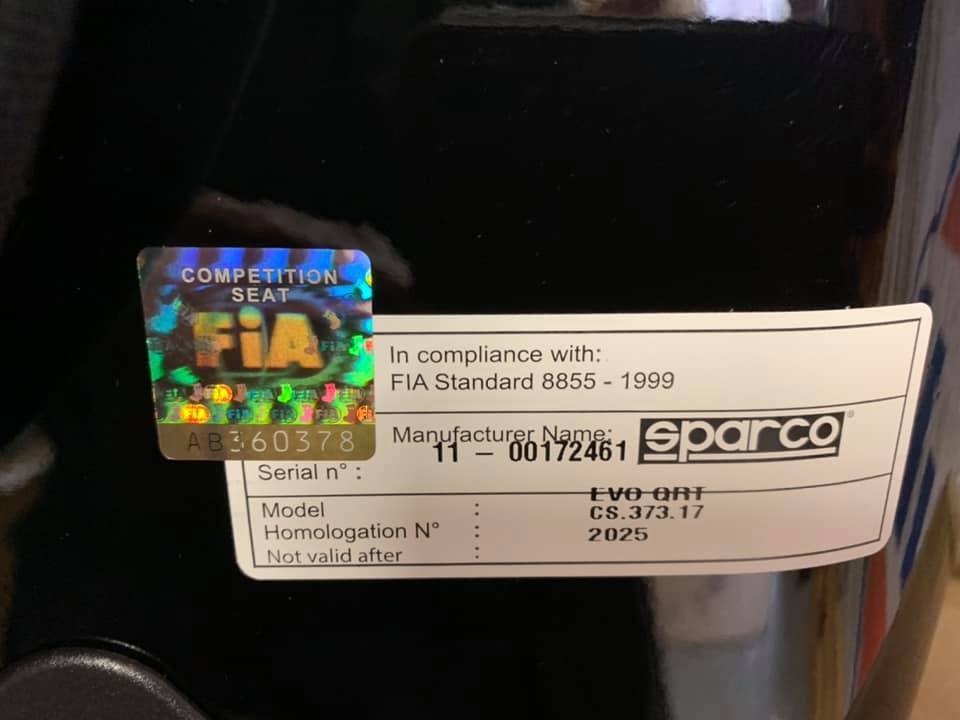 COMPETITION
SEAT
FiA
AB360378
In compliance with:
FIA Standard 8855 - 1999
Manufacturer Name: sparco®
Serial n° : 11 - 00172461
Model : EVO QRT
Homologation N° : CS.373.17
Not valid after : 2025